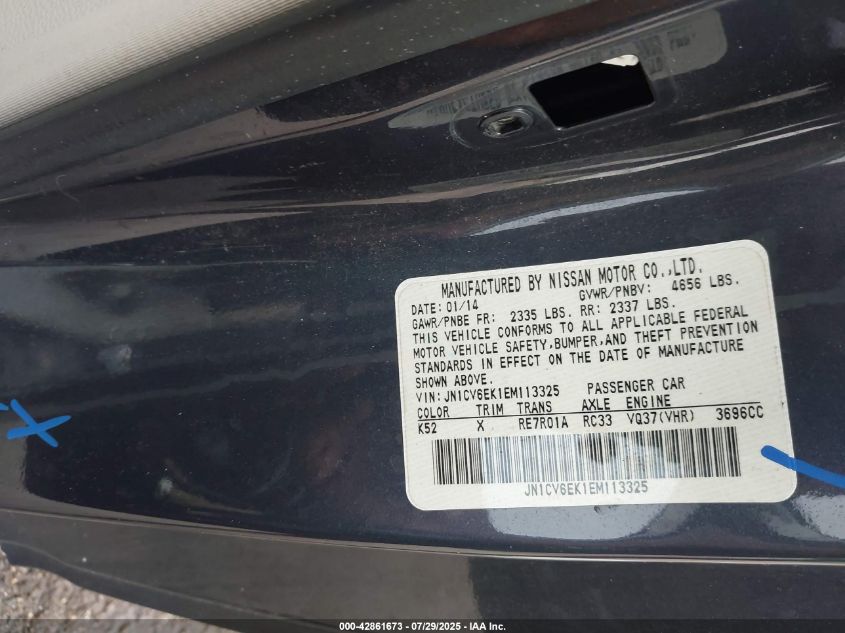 MANUFACTURED BY NISSAN MOTOR CO.,LTD.
DATE: 01/14 GVWR/PNBV: 4656 LBS.
GAWR/PNBE FR: 2335 LBS. RR: 2337 LBS.
THIS VEHICLE CONFORMS TO ALL APPLICABLE FEDERAL
MOTOR VEHICLE SAFETY,BUMPER,AND THEFT PREVENTION
STANDARDS IN EFFECT ON THE DATE OF MANUFACTURE
SHOWN ABOVE.
VIN:JN1CV6EK1EM113325 PASSENGER CAR
COLOR TRIM TRANS AXLE ENGINE
K52 X RE7R01A RC33 VQ37(VHR) 3696CC
JN1CV6EK1EM113325
000-42861673 - 07/29/2025 - IAA Inc.